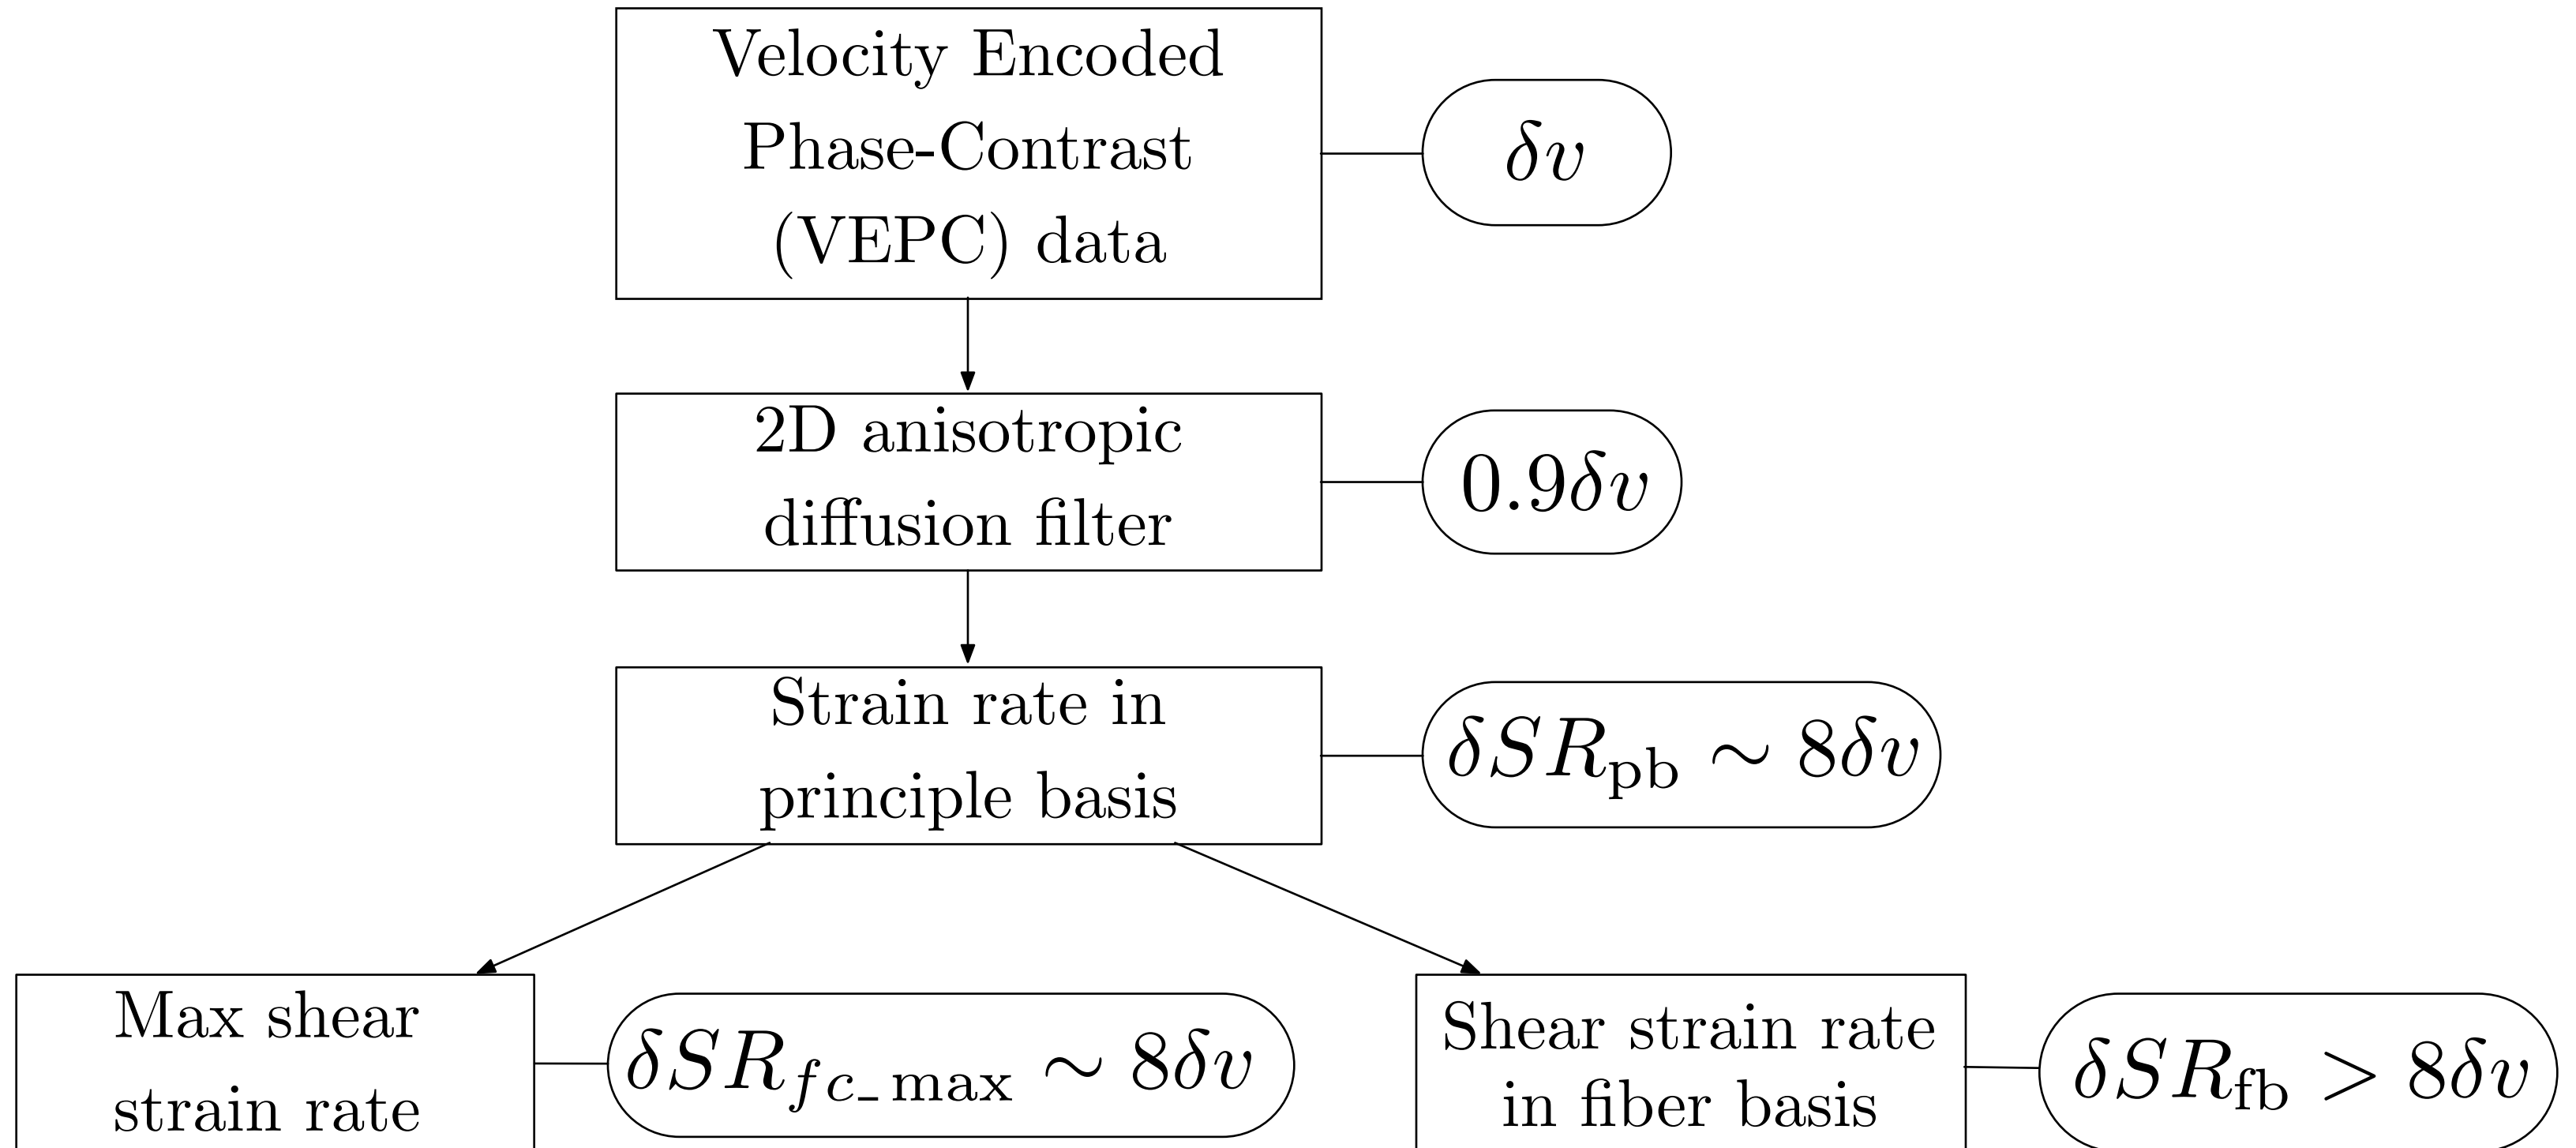 Velocity Encoded
Phase-Contrast
(VEPC) data
δv
2D anisotropic
diffusion filter
0.9δv
Strain rate in
principle basis
δSR_pb ∼ 8δv
Max shear
strain rate
δSR_fc_max ∼ 8δv
Shear strain rate
in fiber basis
δSR_fb > 8δv